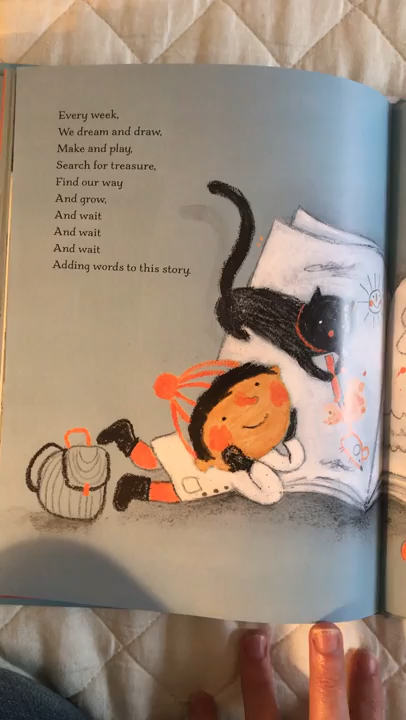 Every week,
We dream and draw,
Make and play,
Search for treasure,
Find our way
And grow,
And wait
And wait
And wait
Adding words to this story.